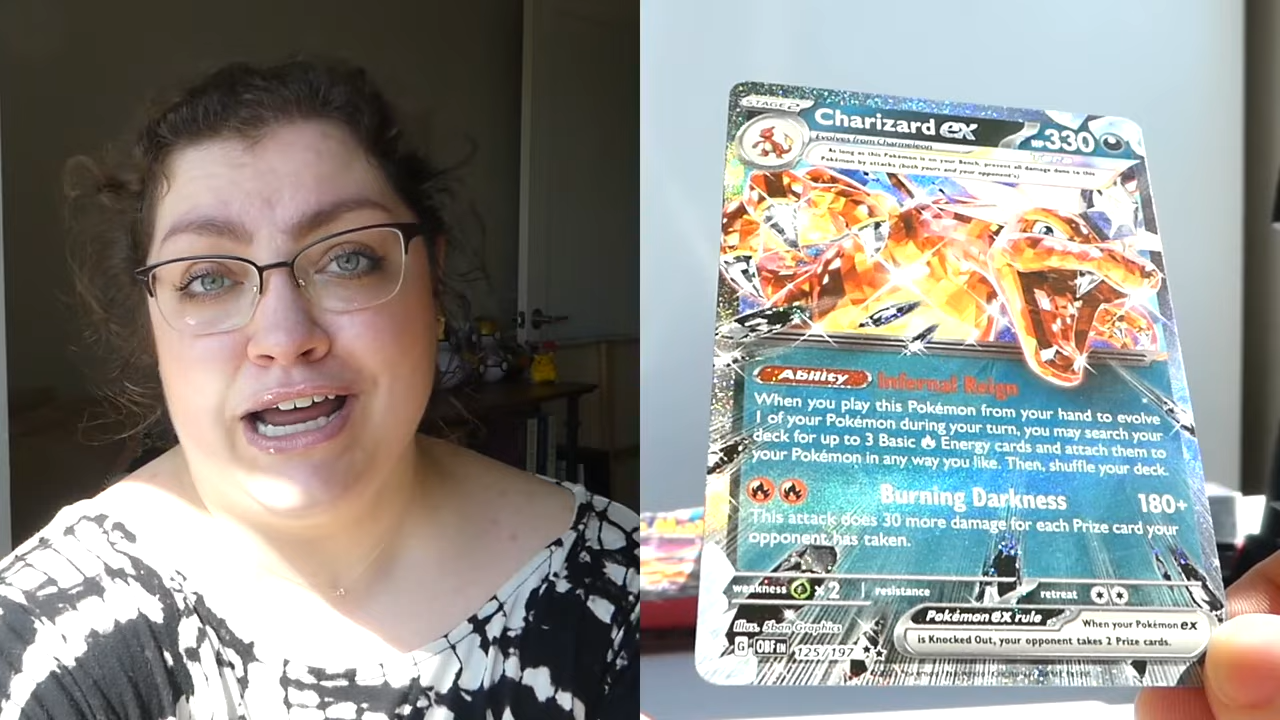 STAGE 2
Charizard ex
HP 330
Evolves from Charmeleon
Tera
As long as this Pokémon is on your Bench, prevent all damage done to this
Pokémon by attacks (both yours and your opponent's).
Ability Infernal Reign
When you play this Pokémon from your hand to evolve
1 of your Pokémon during your turn, you may search your
deck for up to 3 Basic Energy cards and attach them to
your Pokémon in any way you like. Then, shuffle your deck.
Burning Darkness 180+
This attack does 30 more damage for each Prize card your
opponent has taken.
weakness ×2 resistance retreat
Pokémon ex rule When your Pokémon ex
is Knocked Out, your opponent takes 2 Prize cards.
Illus. 5ban Graphics
G OBF EN 125/197